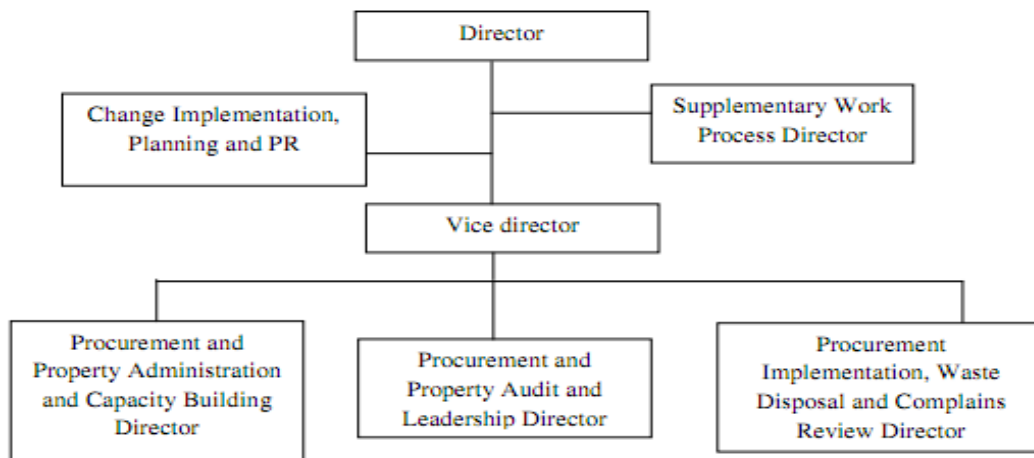 Director
Change Implementation,
Planning and PR
Supplementary Work
Process Director
Vice director
Procurement and
Property Administration
and Capacity Building
Director
Procurement and
Property Audit and
Leadership Director
Procurement
Implementation, Waste
Disposal and Complains
Review Director